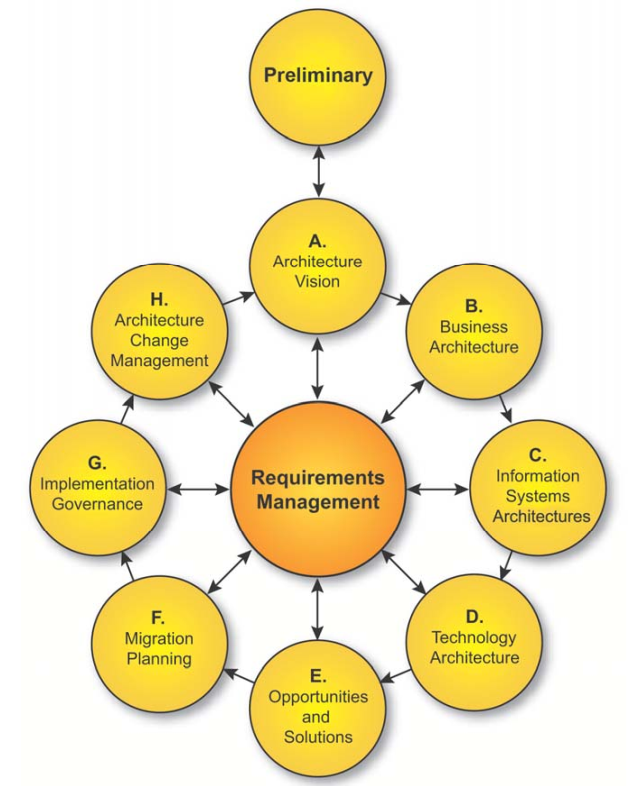 Preliminary
A.
Architecture
Vision
B.
Business
Architecture
C.
Information
Systems
Architectures
D.
Technology
Architecture
E.
Opportunities
and
Solutions
F.
Migration
Planning
G.
Implementation
Governance
H.
Architecture
Change
Management
Requirements
Management